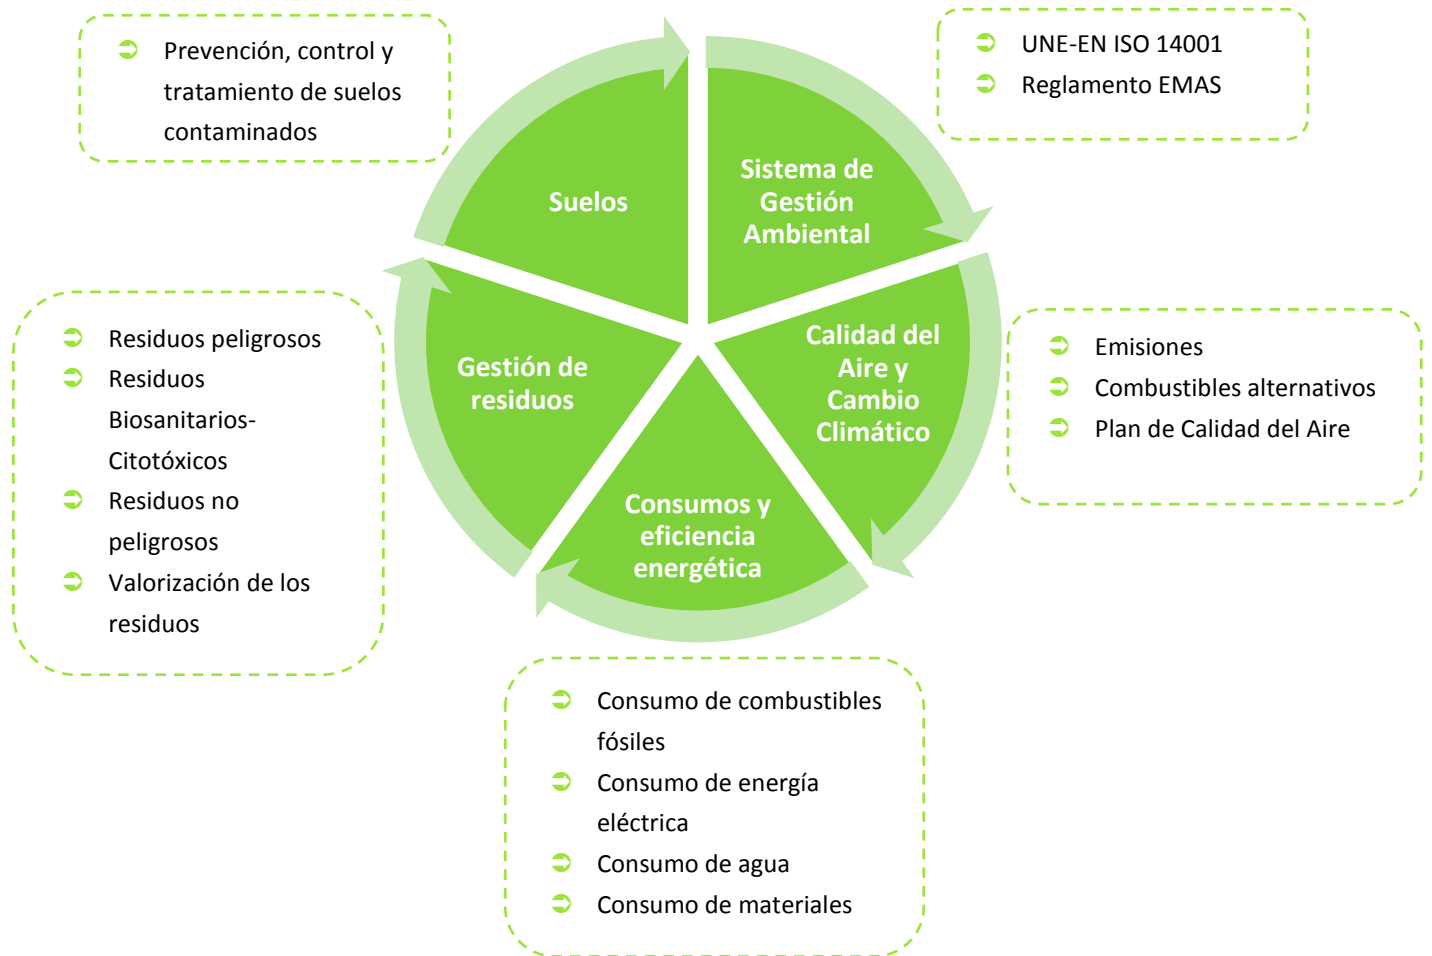 Prevención, control y
tratamiento de suelos
contaminados
UNE-EN ISO 14001
Reglamento EMAS
Suelos
Sistema de
Gestión
Ambiental
Residuos peligrosos
Residuos
Biosanitarios-
Citotóxicos
Residuos no
peligrosos
Valorización de los
residuos
Gestión de
residuos
Calidad del
Aire y
Cambio
Climático
Emisiones
Combustibles alternativos
Plan de Calidad del Aire
Consumos y
eficiencia
energética
Consumo de combustibles
fósiles
Consumo de energía
eléctrica
Consumo de agua
Consumo de materiales